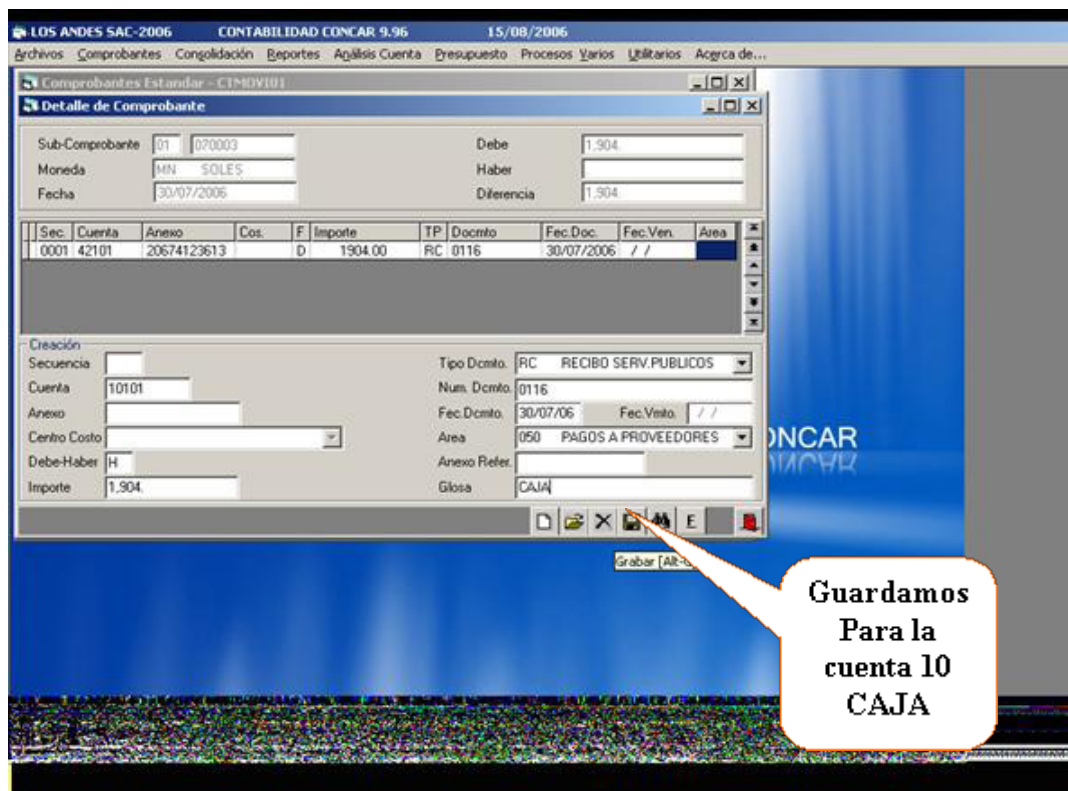 LOS ANDES SAC-2006 CONTABILIDAD CONCAR 9.96 15/08/2006
Archivos Comprobantes Consolidación Reportes Análisis Cuenta Presupuesto Procesos Varios Utilitarios Acerca de...
Comprobantes Estandar - CTMOVI01
Detalle de Comprobante
Sub-Comprobante 01 070003 Debe 1,904.
Moneda MN SOLES Haber
Fecha 30/07/2006 Diferencia 1,904.
Sec. Cuenta Anexo Cos. F Importe TP Docmto Fec.Doc. Fec.Ven. Area
0001 42101 20674123613 D 1904.00 RC 0116 30/07/2006 / /
Creación
Secuencia Tipo Dcmto. RC RECIBO SERV.PUBLICOS
Cuenta 10101 Num. Dcmto. 0116
Anexo Fec.Dcmto. 30/07/06 Fec.Vmto. / /
Centro Costo Area 050 PAGOS A PROVEEDORES
Debe-Haber H Anexo Refer.
Importe 1,904. Glosa CAJA
E
Grabar [Alt-
ONCAR
Guardamos
Para la
cuenta 10
CAJA